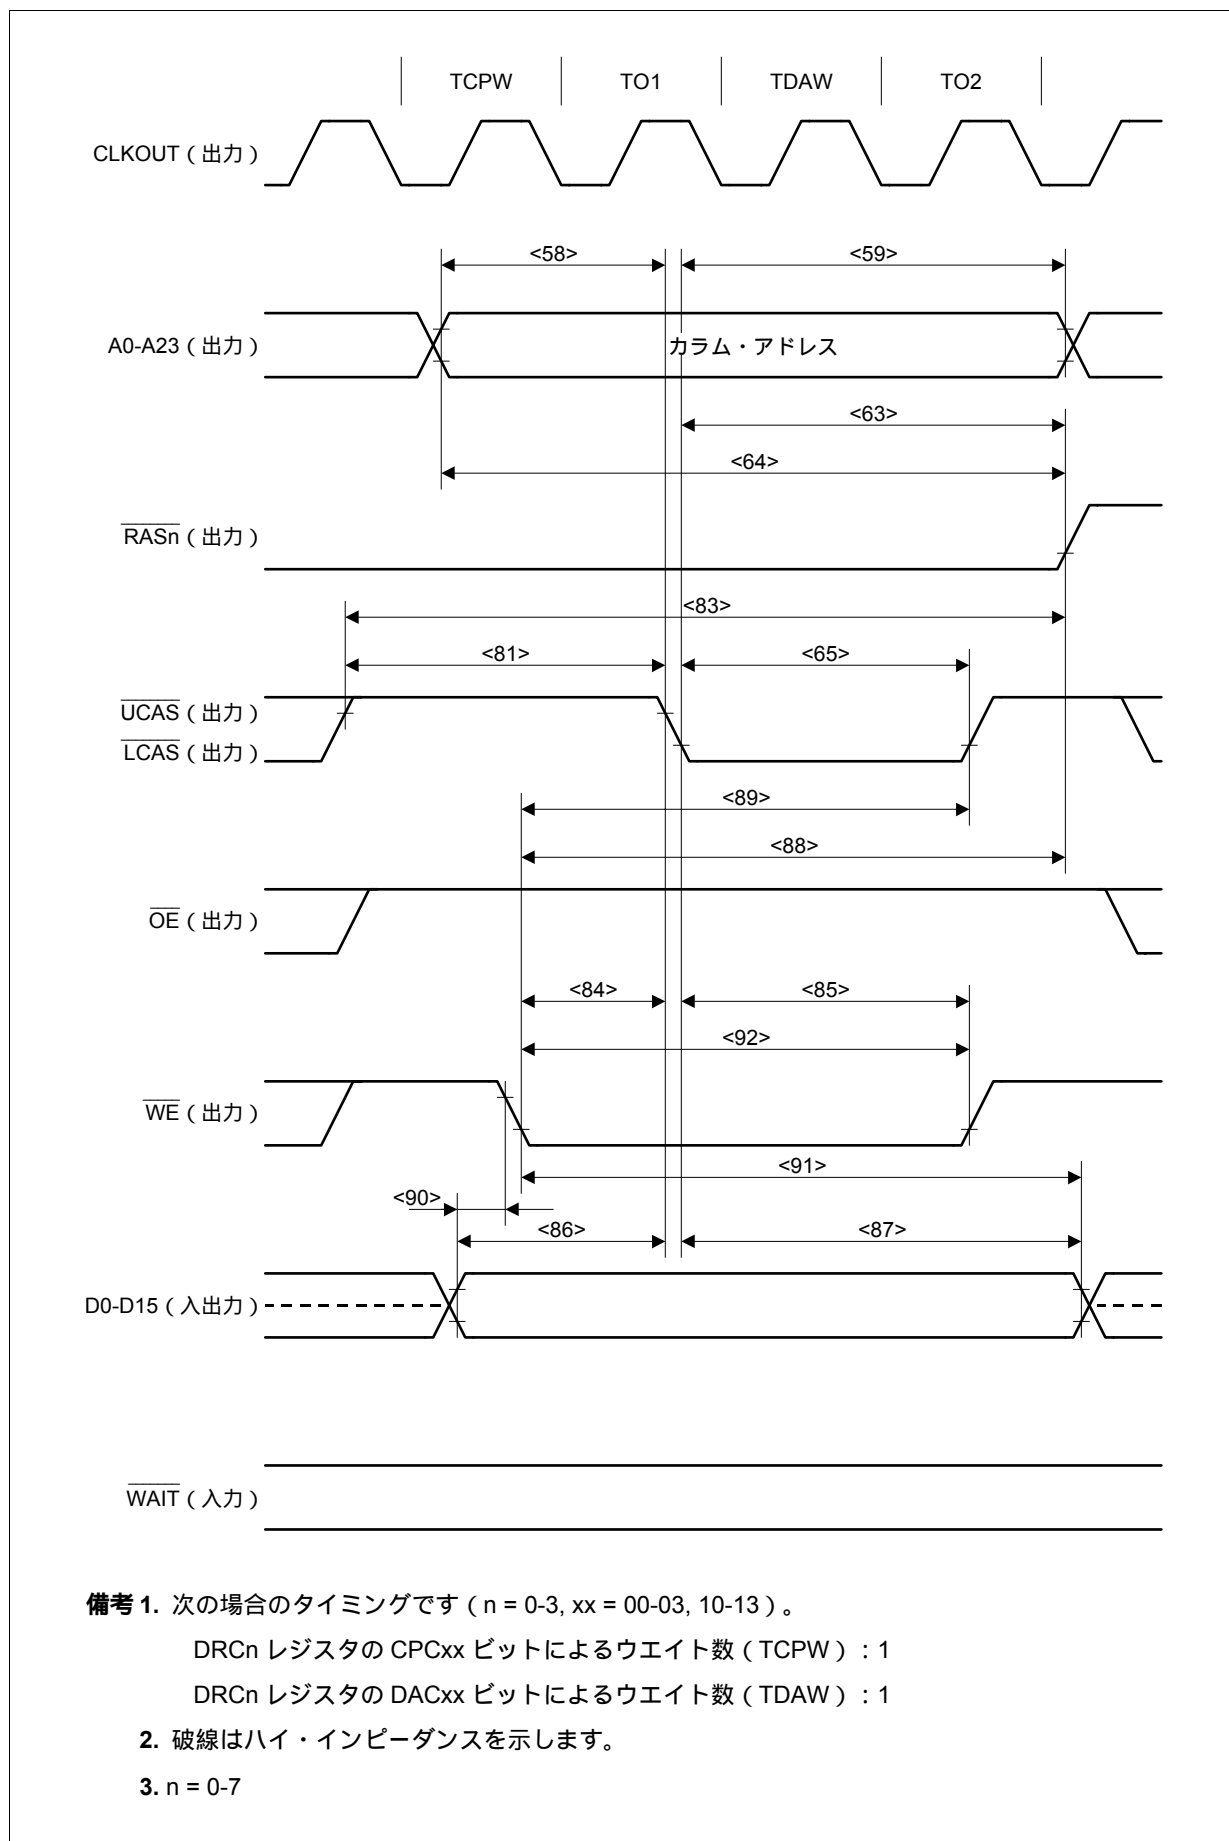 TCPW TO1 TDAW TO2
CLKOUT（出力）
<58> <59>
A0-A23（出力） カラム・アドレス
<63>
<64>
RASn（出力）
<83>
<81> <65>
UCAS（出力）
LCAS（出力）
<89>
<88>
OE（出力）
<84> <85>
<92>
WE（出力）
<91>
<90>
<86> <87>
D0-D15（入出力）
WAIT（入力）
備考 1. 次の場合のタイミングです（n = 0-3, xx = 00-03, 10-13）。
DRCn レジスタの CPCxx ビットによるウエイト数（TCPW）：1
DRCn レジスタの DACxx ビットによるウエイト数（TDAW）：1
2. 破線はハイ・インピーダンスを示します。
3. n = 0-7